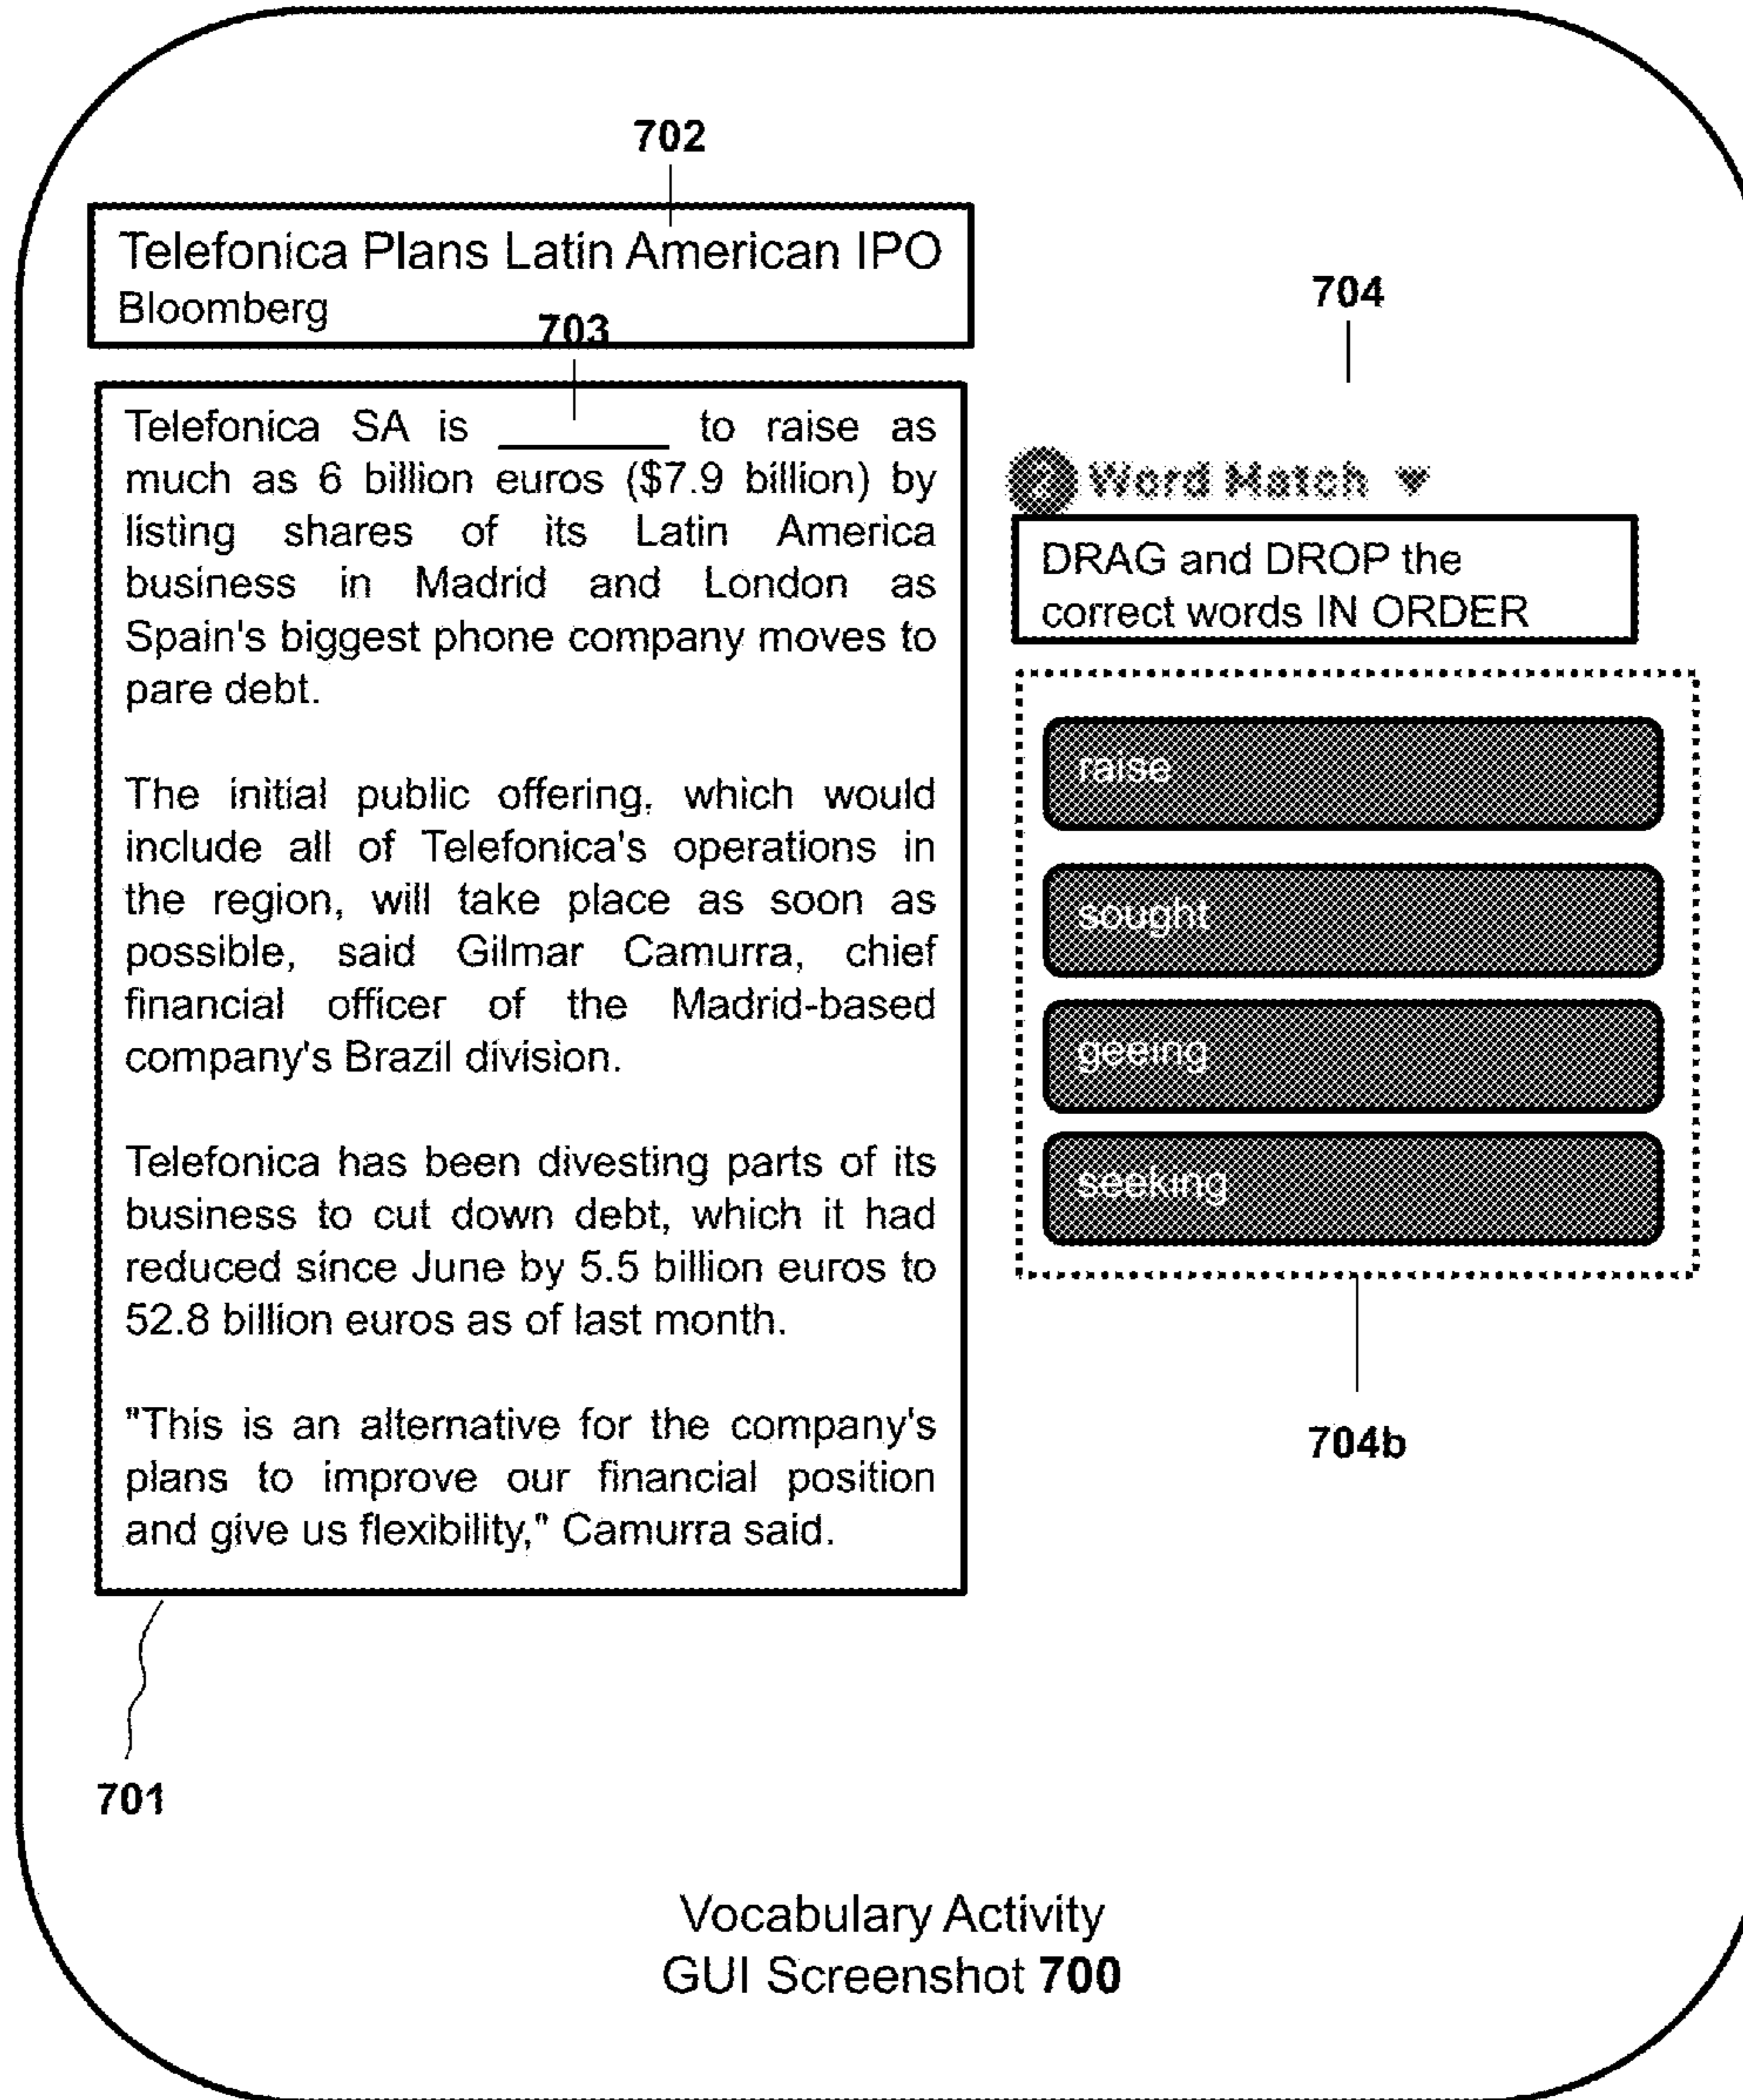 702
Telefonica Plans Latin American IPO
Bloomberg
703
Telefonica SA is ________ to raise as
much as 6 billion euros ($7.9 billion) by
listing shares of its Latin America
business in Madrid and London as
Spain's biggest phone company moves to
pare debt.
The initial public offering, which would
include all of Telefonica's operations in
the region, will take place as soon as
possible, said Gilmar Camurra, chief
financial officer of the Madrid-based
company's Brazil division.
Telefonica has been divesting parts of its
business to cut down debt, which it had
reduced since June by 5.5 billion euros to
52.8 billion euros as of last month.
"This is an alternative for the company's
plans to improve our financial position
and give us flexibility," Camurra said.
701
704
Word Match
DRAG and DROP the
correct words IN ORDER
raise
sought
geeing
seeking
704b
Vocabulary Activity
GUI Screenshot 700